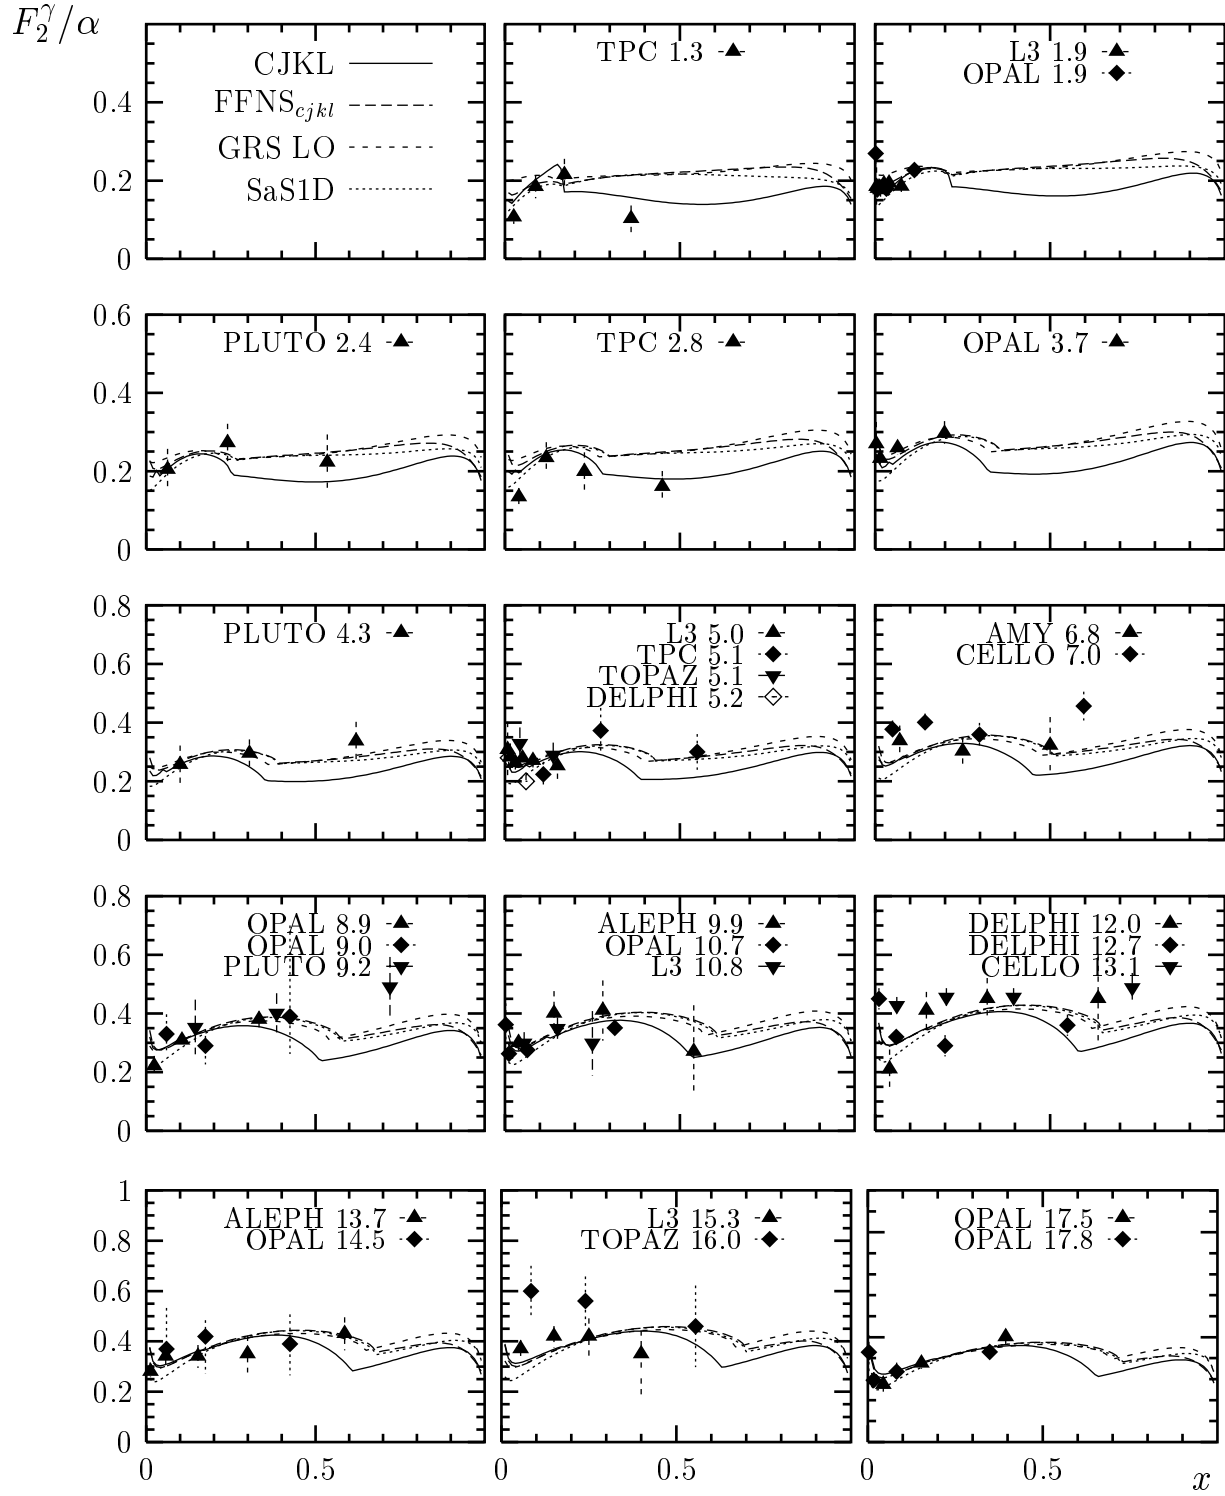 F₂^γ/α
CJKL
FFNS_cjkl
GRS LO
SaS1D
0.4
0.2
0
TPC 1.3
L3 1.9
OPAL 1.9
0.6
0.4
0.2
0
PLUTO 2.4
TPC 2.8
OPAL 3.7
0.8
0.6
0.4
0.2
0
PLUTO 4.3
L3 5.0
TPC 5.1
TOPAZ 5.1
DELPHI 5.2
AMY 6.8
CELLO 7.0
0.8
0.6
0.4
0.2
0
OPAL 8.9
OPAL 9.0
PLUTO 9.2
ALEPH 9.9
OPAL 10.7
L3 10.8
DELPHI 12.0
DELPHI 12.7
CELLO 13.1
1
0.8
0.6
0.4
0.2
0
ALEPH 13.7
OPAL 14.5
L3 15.3
TOPAZ 16.0
OPAL 17.5
OPAL 17.8
0 0.5 0 0.5 0 0.5 x